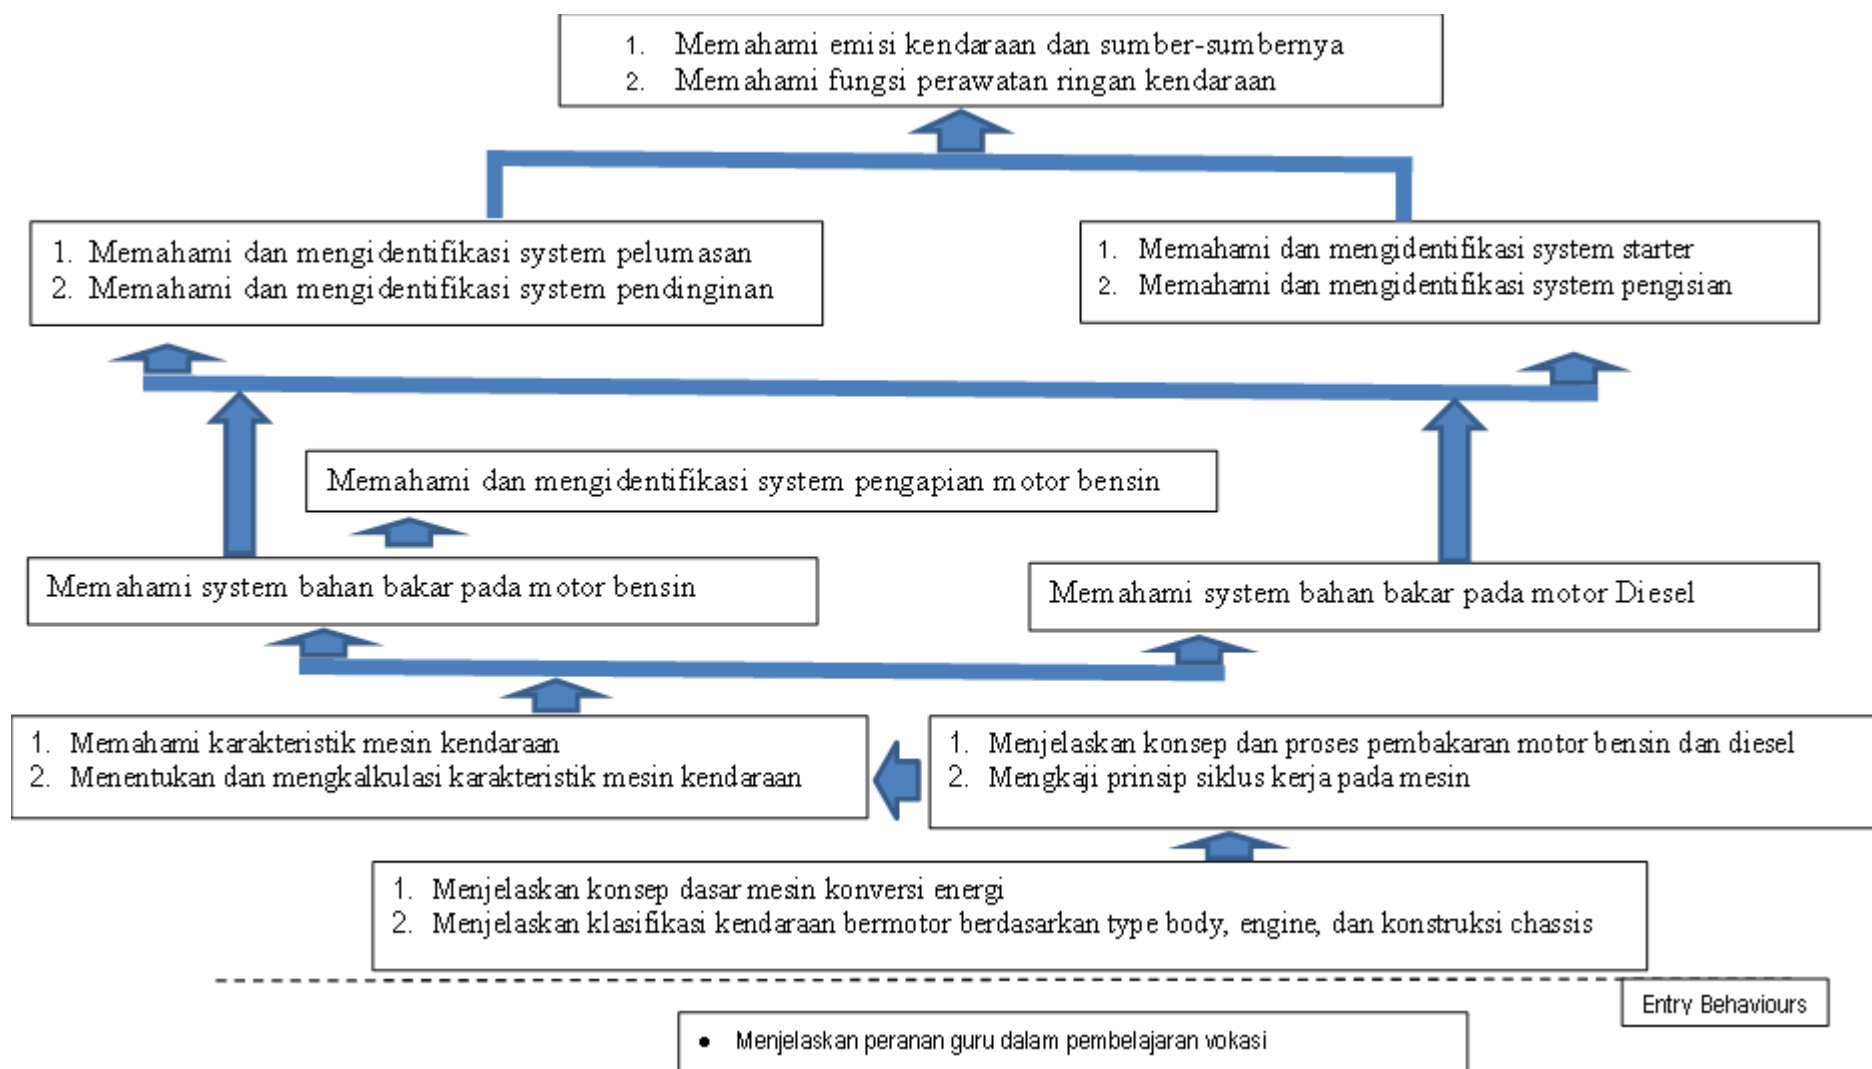 1. Memahami emisi kendaraan dan sumber-sumbernya
2. Memahami fungsi perawatan ringan kendaraan
1. Memahami dan mengidentifikasi system pelumasan
2. Memahami dan mengidentifikasi system pendinginan
1. Memahami dan mengidentifikasi system starter
2. Memahami dan mengidentifikasi system pengisian
Memahami dan mengidentifikasi system pengapian motor bensin
Memahami system bahan bakar pada motor bensin
Memahami system bahan bakar pada motor Diesel
1. Memahami karakteristik mesin kendaraan
2. Menentukan dan mengkalkulasi karakteristik mesin kendaraan
1. Menjelaskan konsep dan proses pembakaran motor bensin dan diesel
2. Mengkaji prinsip siklus kerja pada mesin
1. Menjelaskan konsep dasar mesin konversi energi
2. Menjelaskan klasifikasi kendaraan bermotor berdasarkan type body, engine, dan konstruksi chassis
Entry Behaviours
• Menjelaskan peranan guru dalam pembelajaran vokasi